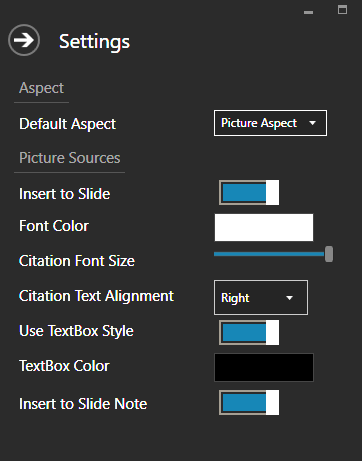 Settings
Aspect
Default Aspect Picture Aspect
Picture Sources
Insert to Slide
Font Color
Citation Font Size
Citation Text Alignment Right
Use TextBox Style
TextBox Color
Insert to Slide Note